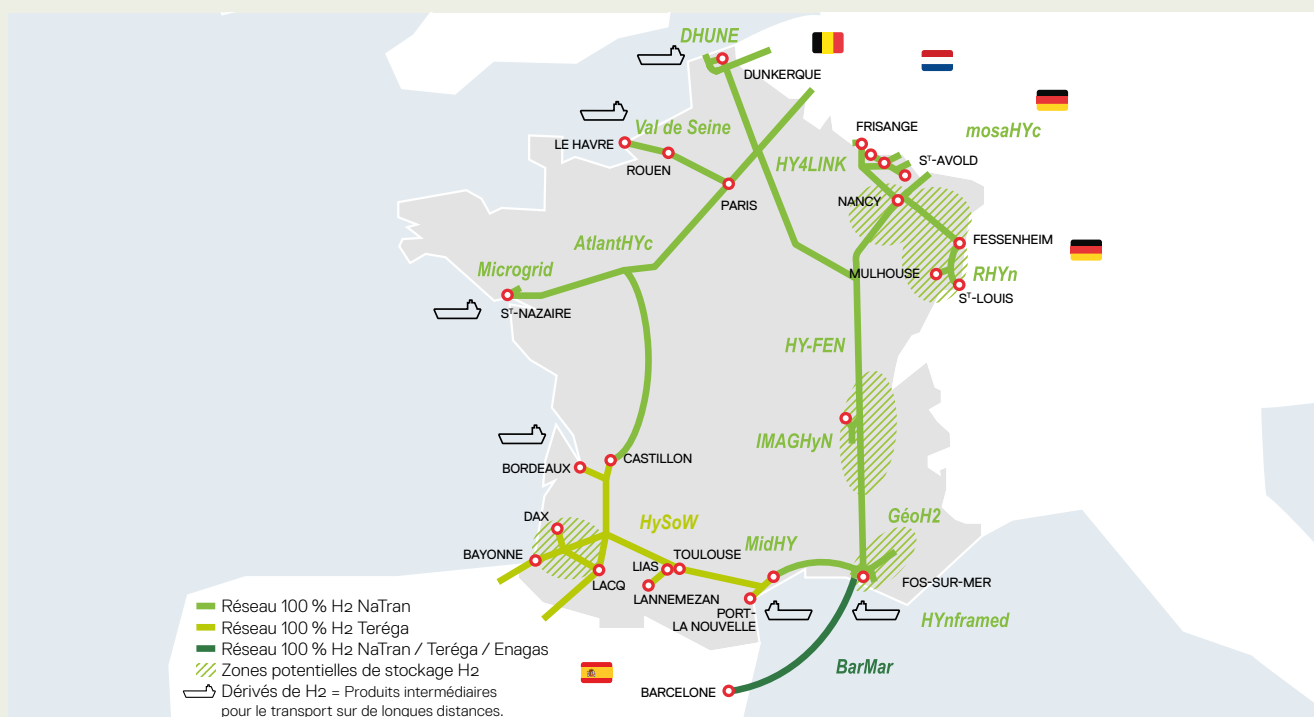 DHUNE
DUNKERQUE
Val de Seine
LE HAVRE
ROUEN
PARIS
FRISANGE
mosaHYc
HY4LINK
Sᵀ-AVOLD
NANCY
FESSENHEIM
MULHOUSE
RHYn
Sᵀ-LOUIS
AtlantHYc
Microgrid
Sᵀ-NAZAIRE
HY-FEN
IMAGHyN
BORDEAUX
CASTILLON
DAX
HySoW
GéoH2
BAYONNE
TOULOUSE
MidHY
LIAS
LACQ
LANNEMEZAN
PORT-
LA NOUVELLE
FOS-SUR-MER
HYnframed
BarMar
BARCELONE
Réseau 100 % H2 NaTran
Réseau 100 % H2 Teréga
Réseau 100 % H2 NaTran / Teréga / Enagas
Zones potentielles de stockage H2
Dérivés de H2 = Produits intermédiaires
pour le transport sur de longues distances.